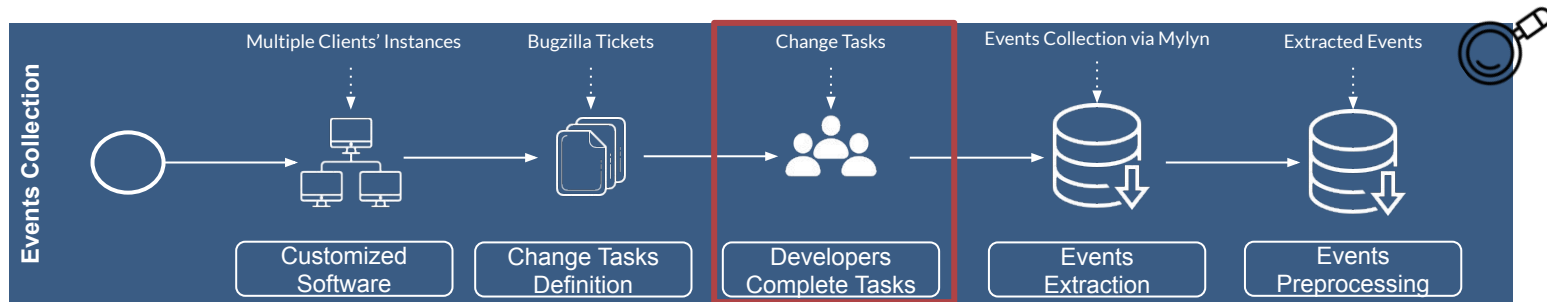 Events Collection
Multiple Clients' Instances
Bugzilla Tickets
Change Tasks
Events Collection via Mylyn
Extracted Events
Customized
Software
Change Tasks
Definition
Developers
Complete Tasks
Events
Extraction
Events
Preprocessing